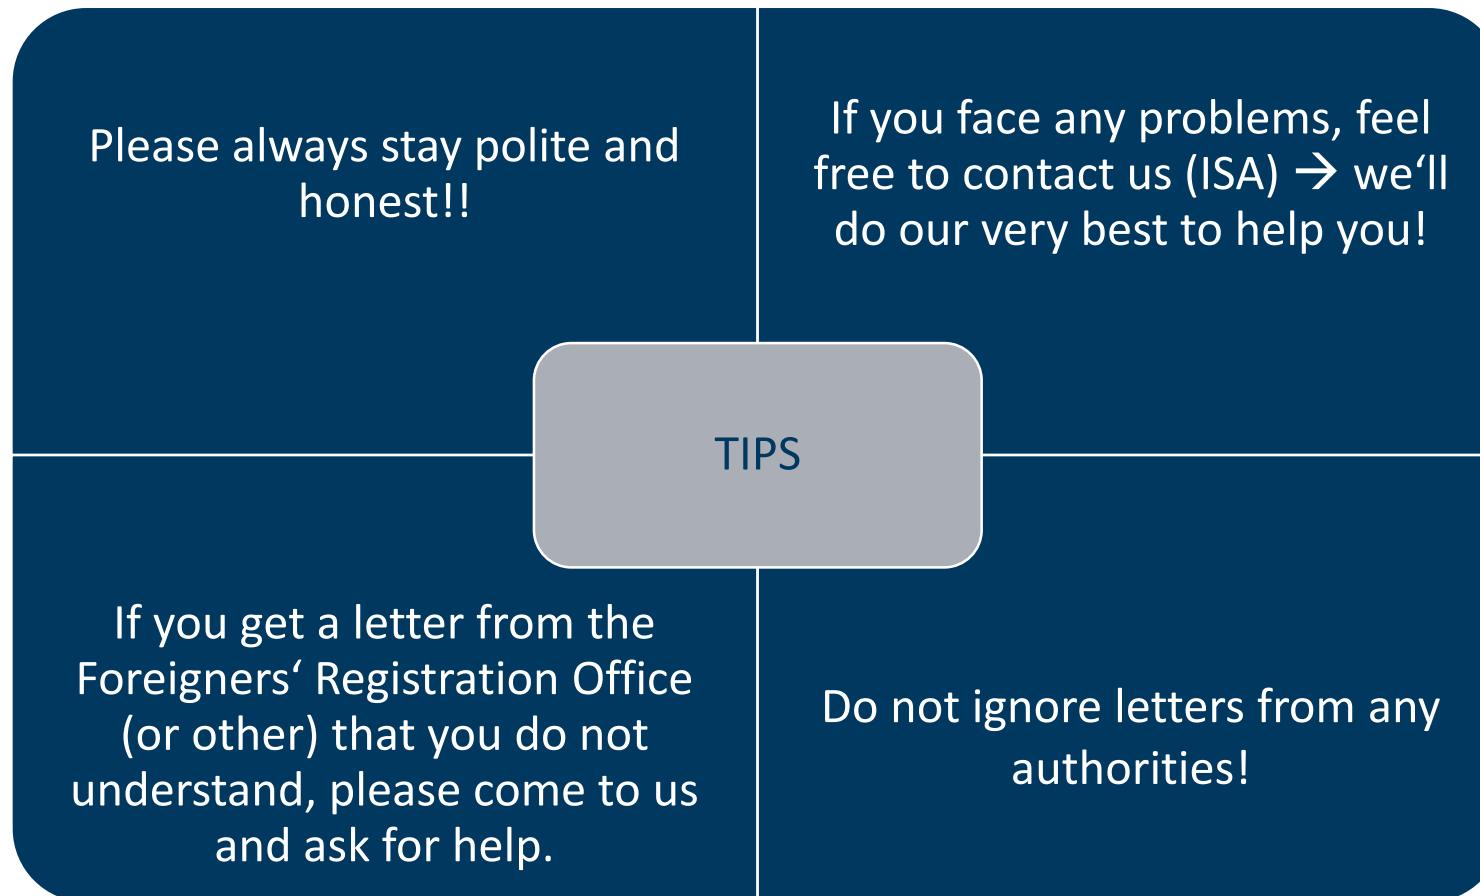 Please always stay polite and
honest!!
If you face any problems, feel
free to contact us (ISA) → we‘ll
do our very best to help you!
TIPS
If you get a letter from the
Foreigners‘ Registration Office
(or other) that you do not
understand, please come to us
and ask for help.
Do not ignore letters from any
authorities!